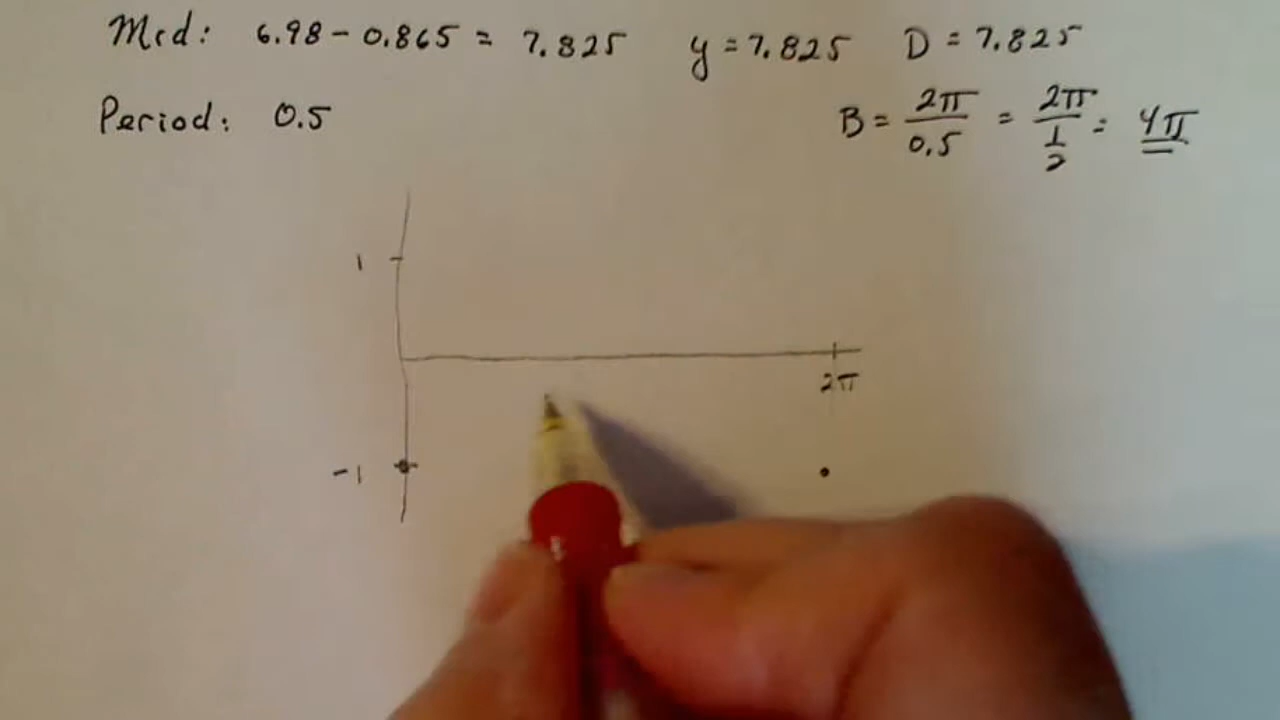 Mid: 6.98 - 0.865 = 7.825 y = 7.825 D = 7.825
Period: 0.5 B = 2π/0.5 = 2π/(1/2) = 4π
1
2π
-1